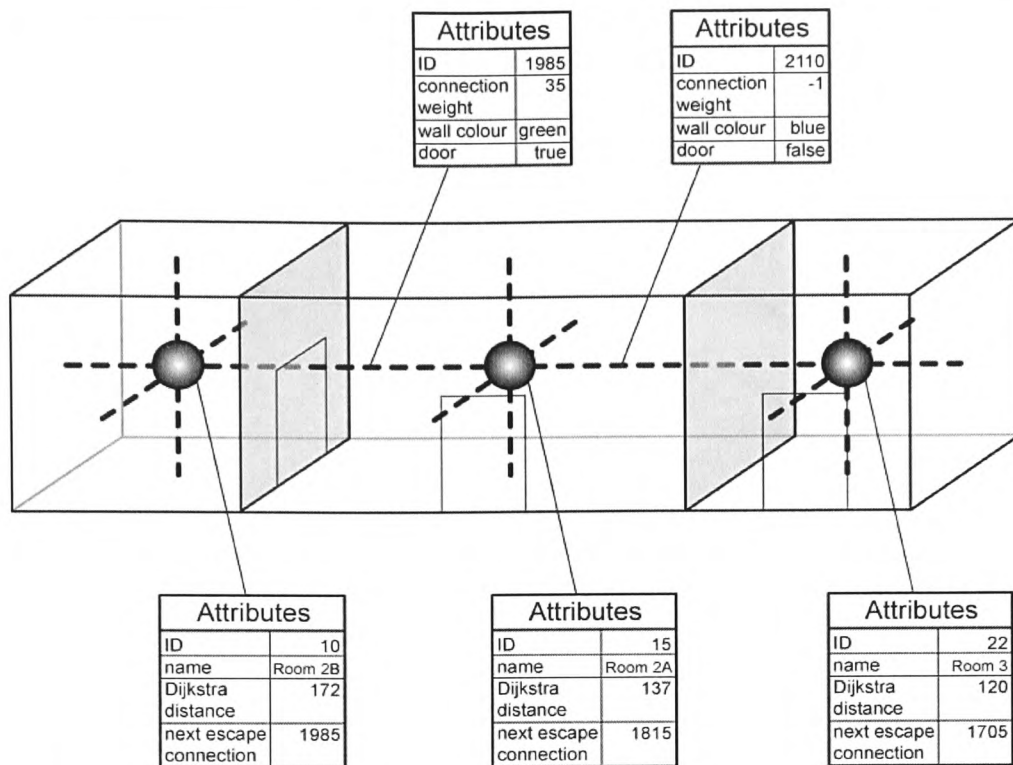 Attributes
ID 1985
connection 35
weight
wall colour green
door true
Attributes
ID 2110
connection -1
weight
wall colour blue
door false
Attributes
ID 10
name Room 2B
Dijkstra 172
distance
next escape 1985
connection
Attributes
ID 15
name Room 2A
Dijkstra 137
distance
next escape 1815
connection
Attributes
ID 22
name Room 3
Dijkstra 120
distance
next escape 1705
connection